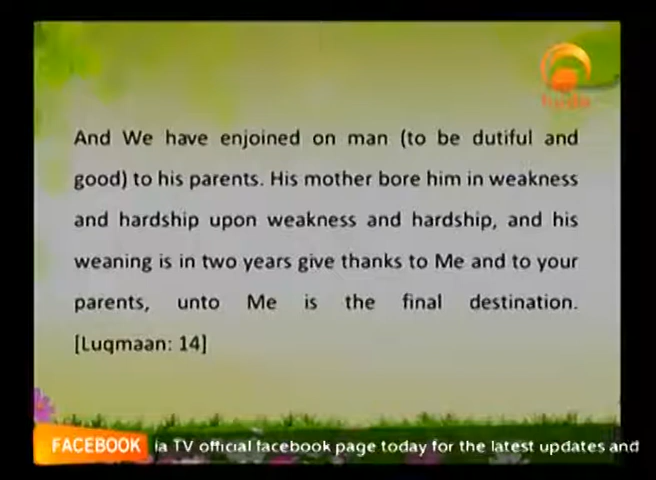 And We have enjoined on man (to be dutiful and
good) to his parents. His mother bore him in weakness
and hardship upon weakness and hardship, and his
weaning is in two years give thanks to Me and to your
parents, unto Me is the final destination.
[Luqmaan: 14]
FACEBOOK ia TV official facebook page today for the latest updates and